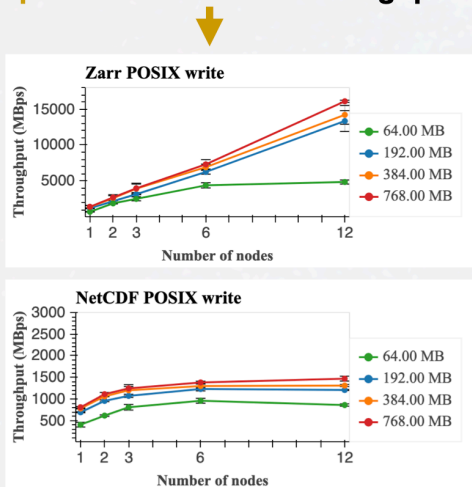 Zarr POSIX write
Throughput (MBps)
15000
10000
5000
1 2 3 6 12
Number of nodes
64.00 MB
192.00 MB
384.00 MB
768.00 MB
NetCDF POSIX write
Throughput (MBps)
3000
2500
2000
1500
1000
500
1 2 3 6 12
Number of nodes
64.00 MB
192.00 MB
384.00 MB
768.00 MB